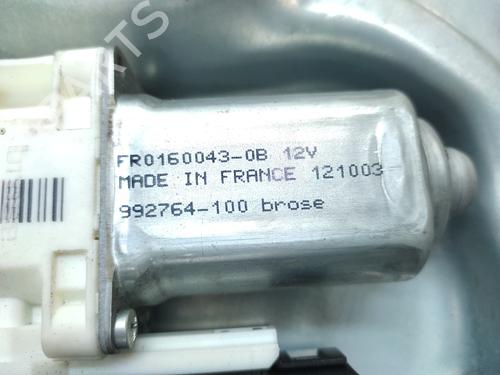 FR0160043-0B 12V
MADE IN FRANCE 121003
992764-100 brose